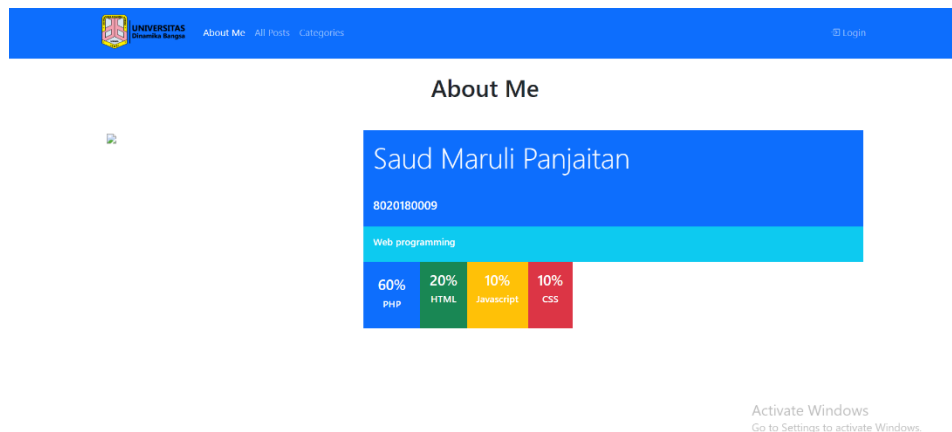 UNIVERSITAS
Dinamika Bangsa
About Me All Posts Categories
Login
About Me
Saud Maruli Panjaitan
8020180009
Web programming
60%
PHP
20%
HTML
10%
Javascript
10%
CSS
Activate Windows
Go to Settings to activate Windows.